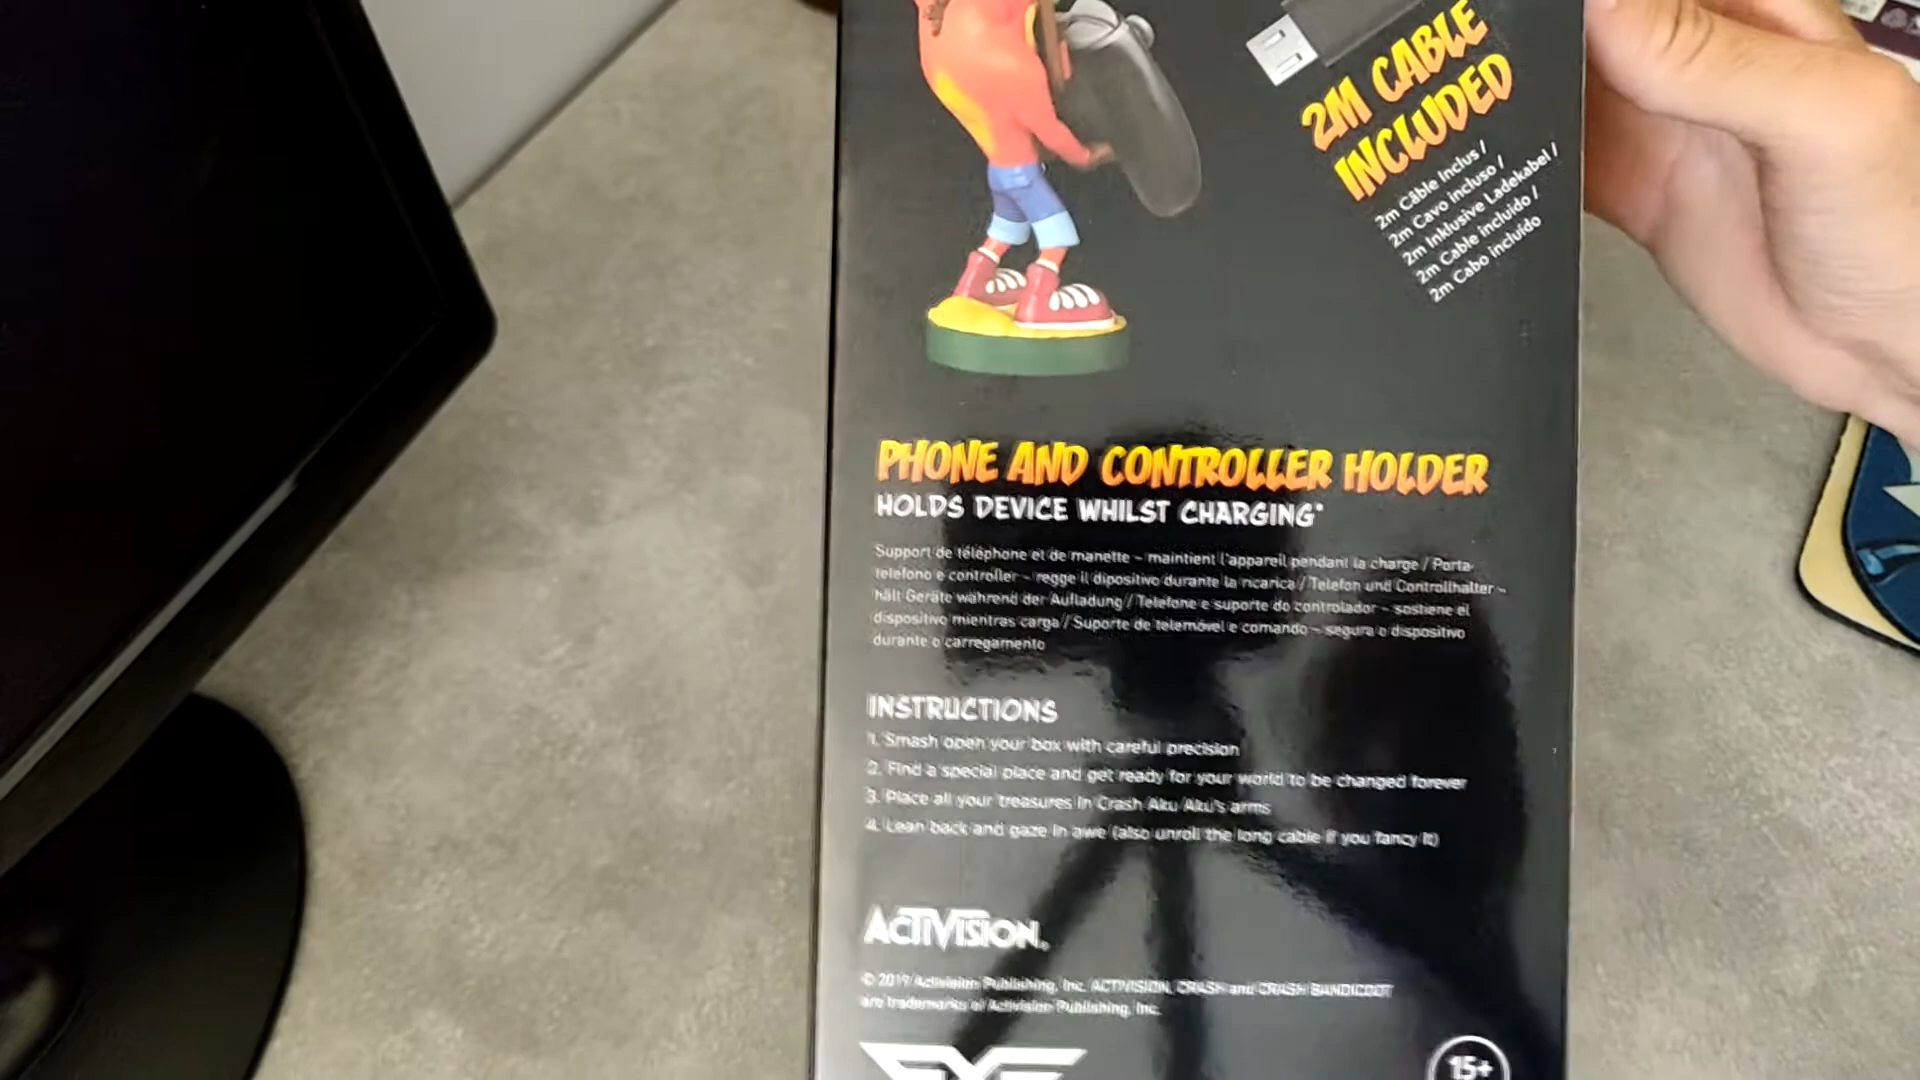 2M CABLE
INCLUDED
2m Câble Inclus /
2m Cavo incluso /
2m Inklusive Ladekabel /
2m Cable incluido /
2m Cabo incluído
PHONE AND CONTROLLER HOLDER
HOLDS DEVICE WHILST CHARGING*
Support de téléphone et de manette – maintient l'appareil pendant la charge / Porta
telefono e controller – regge il dipositivo durante la ricarica / Telefon und Controllhalter –
hält Geräte während der Aufladung / Telefone e suporte do controlador – sostiene el
dispositivo mientras carga / Suporte de telemóvel e comando – segura o dispositivo
durante o carregamento
INSTRUCTIONS
1. Smash open your box with careful precision
2. Find a special place and get ready for your world to be changed forever
3. Place all your treasures in Crash Aku Aku's arms
4. Lean back and gaze in awe (also unroll the long cable if you fancy it)
ACTIVISION.
© 2019 Activision Publishing, Inc. ACTIVISION, CRASH and CRASH BANDICOOT
are trademarks of Activision Publishing, Inc.
15+